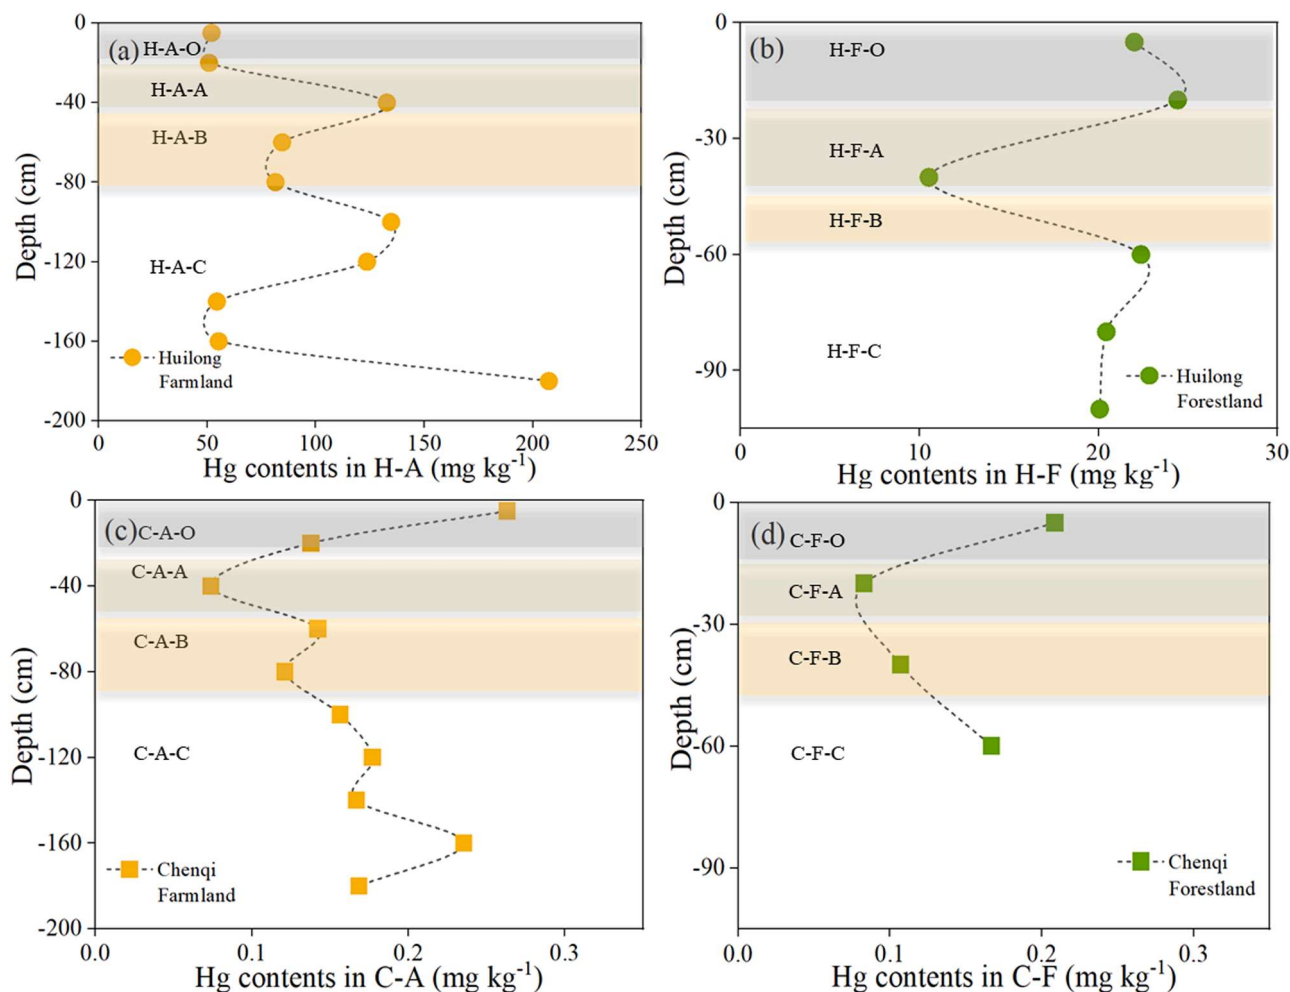 (a)
H-A-O
H-A-A
H-A-B
H-A-C
0
-40
-80
-120
-160
-200
Depth (cm)
Huilong
Farmland
0 50 100 150 200 250
Hg contents in H-A (mg kg⁻¹)
(b)
H-F-O
H-F-A
H-F-B
H-F-C
0
-30
-60
-90
Depth (cm)
Huilong
Forestland
0 10 20 30
Hg contents in H-F (mg kg⁻¹)
(c)
C-A-O
C-A-A
C-A-B
C-A-C
0
-40
-80
-120
-160
-200
Depth (cm)
Chenqi
Farmland
0.0 0.1 0.2 0.3
Hg contents in C-A (mg kg⁻¹)
(d)
C-F-O
C-F-A
C-F-B
C-F-C
0
-30
-60
-90
Depth (cm)
Chenqi
Forestland
0.0 0.1 0.2 0.3
Hg contents in C-F (mg kg⁻¹)